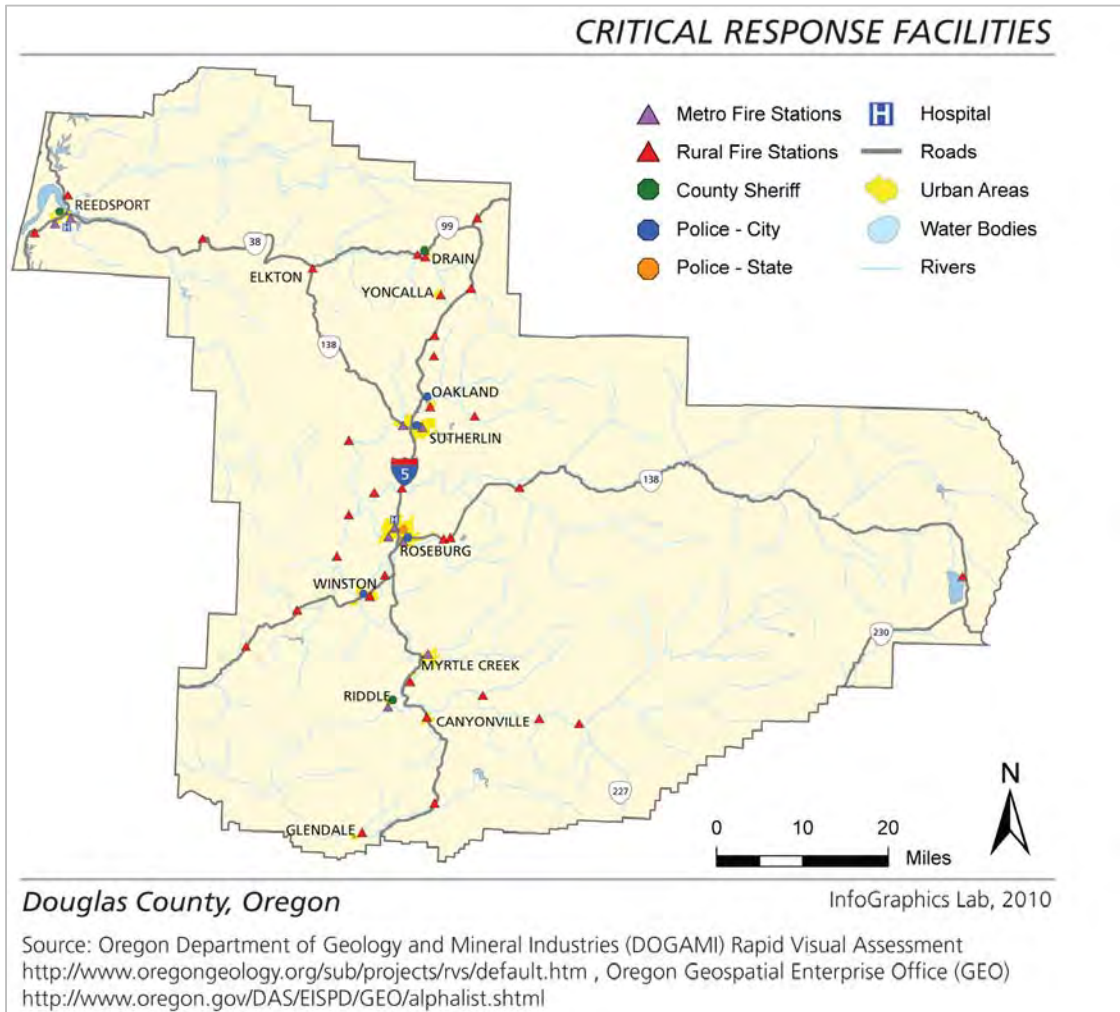 CRITICAL RESPONSE FACILITIES
Metro Fire Stations
Rural Fire Stations
County Sheriff
Police - City
Police - State
H Hospital
Roads
Urban Areas
Water Bodies
Rivers
REEDSPORT
H
38
99
DRAIN
ELKTON
YONCALLA
138
OAKLAND
SUTHERLIN
5
138
H
ROSEBURG
WINSTON
230
MYRTLE CREEK
RIDDLE
CANYONVILLE
227
GLENDALE
N
0 10 20
Miles
Douglas County, Oregon
InfoGraphics Lab, 2010
Source: Oregon Department of Geology and Mineral Industries (DOGAMI) Rapid Visual Assessment
http://www.oregongeology.org/sub/projects/rvs/default.htm , Oregon Geospatial Enterprise Office (GEO)
http://www.oregon.gov/DAS/EISPD/GEO/alphalist.shtml